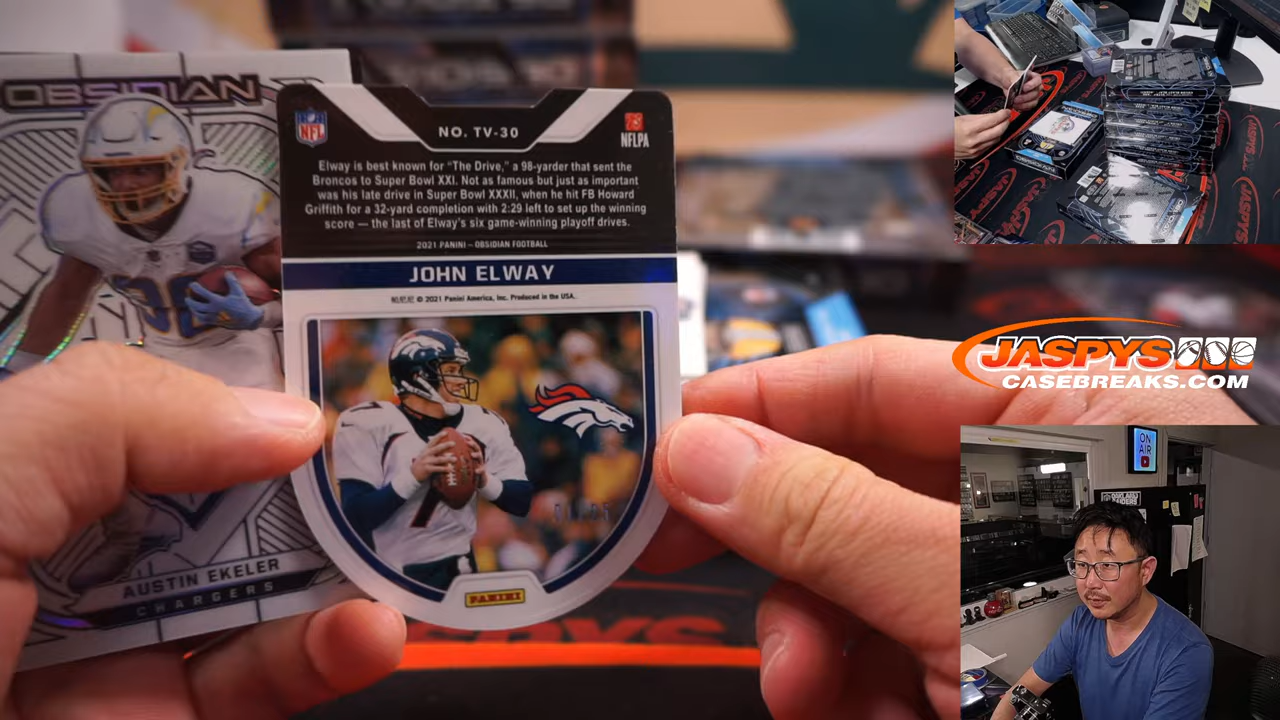 OBSIDIAN
AUSTIN EKELER
CHARGERS
NFL
NO. TV-30
NFLPA
Elway is best known for “The Drive,” a 98-yarder that sent the
Broncos to Super Bowl XXI. Not as famous but just as important
was his late drive in Super Bowl XXXII, when he hit FB Howard
Griffith for a 32-yard completion with 2:29 left to set up the winning
score — the last of Elway's six game-winning playoff drives.
2021 PANINI – OBSIDIAN FOOTBALL
JOHN ELWAY
© 2021 Panini America, Inc. Produced in the USA.
7
PANINI
JASPYS
CASEBREAKS.COM
ON
AIR